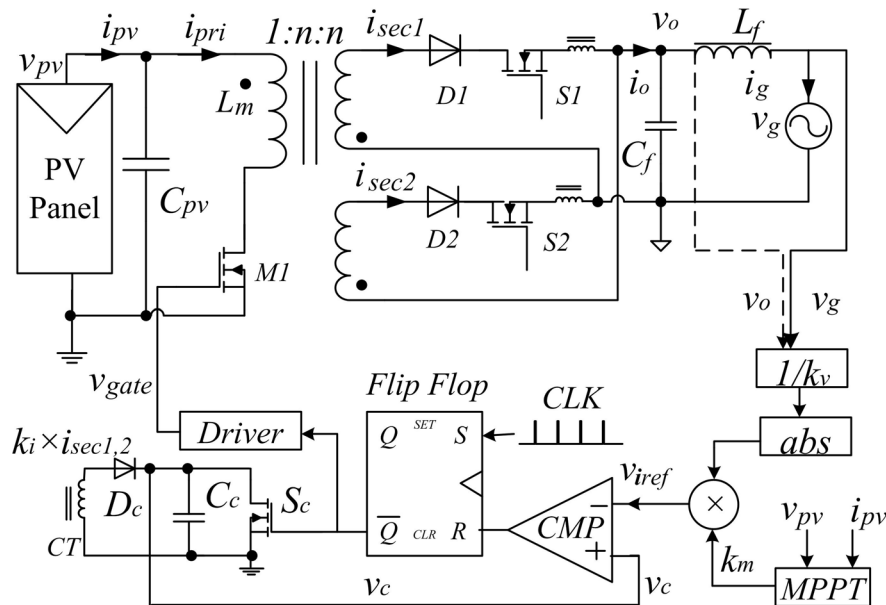 i_pv
i_pri
1:n:n
i_sec1
v_o
L_f
v_pv
L_m
D1
S1
i_o
i_g
v_g
C_f
PV
Panel
C_pv
i_sec2
D2
S2
M1
v_o
v_g
v_gate
Flip Flop
CLK
1/k_v
Driver
Q
SET
S
abs
k_i × i_sec1,2
v_iref
×
D_c
C_c
S_c
Q̅
CLR
R
CMP
−
+
v_pv
i_pv
CT
k_m
v_c
v_c
MPPT